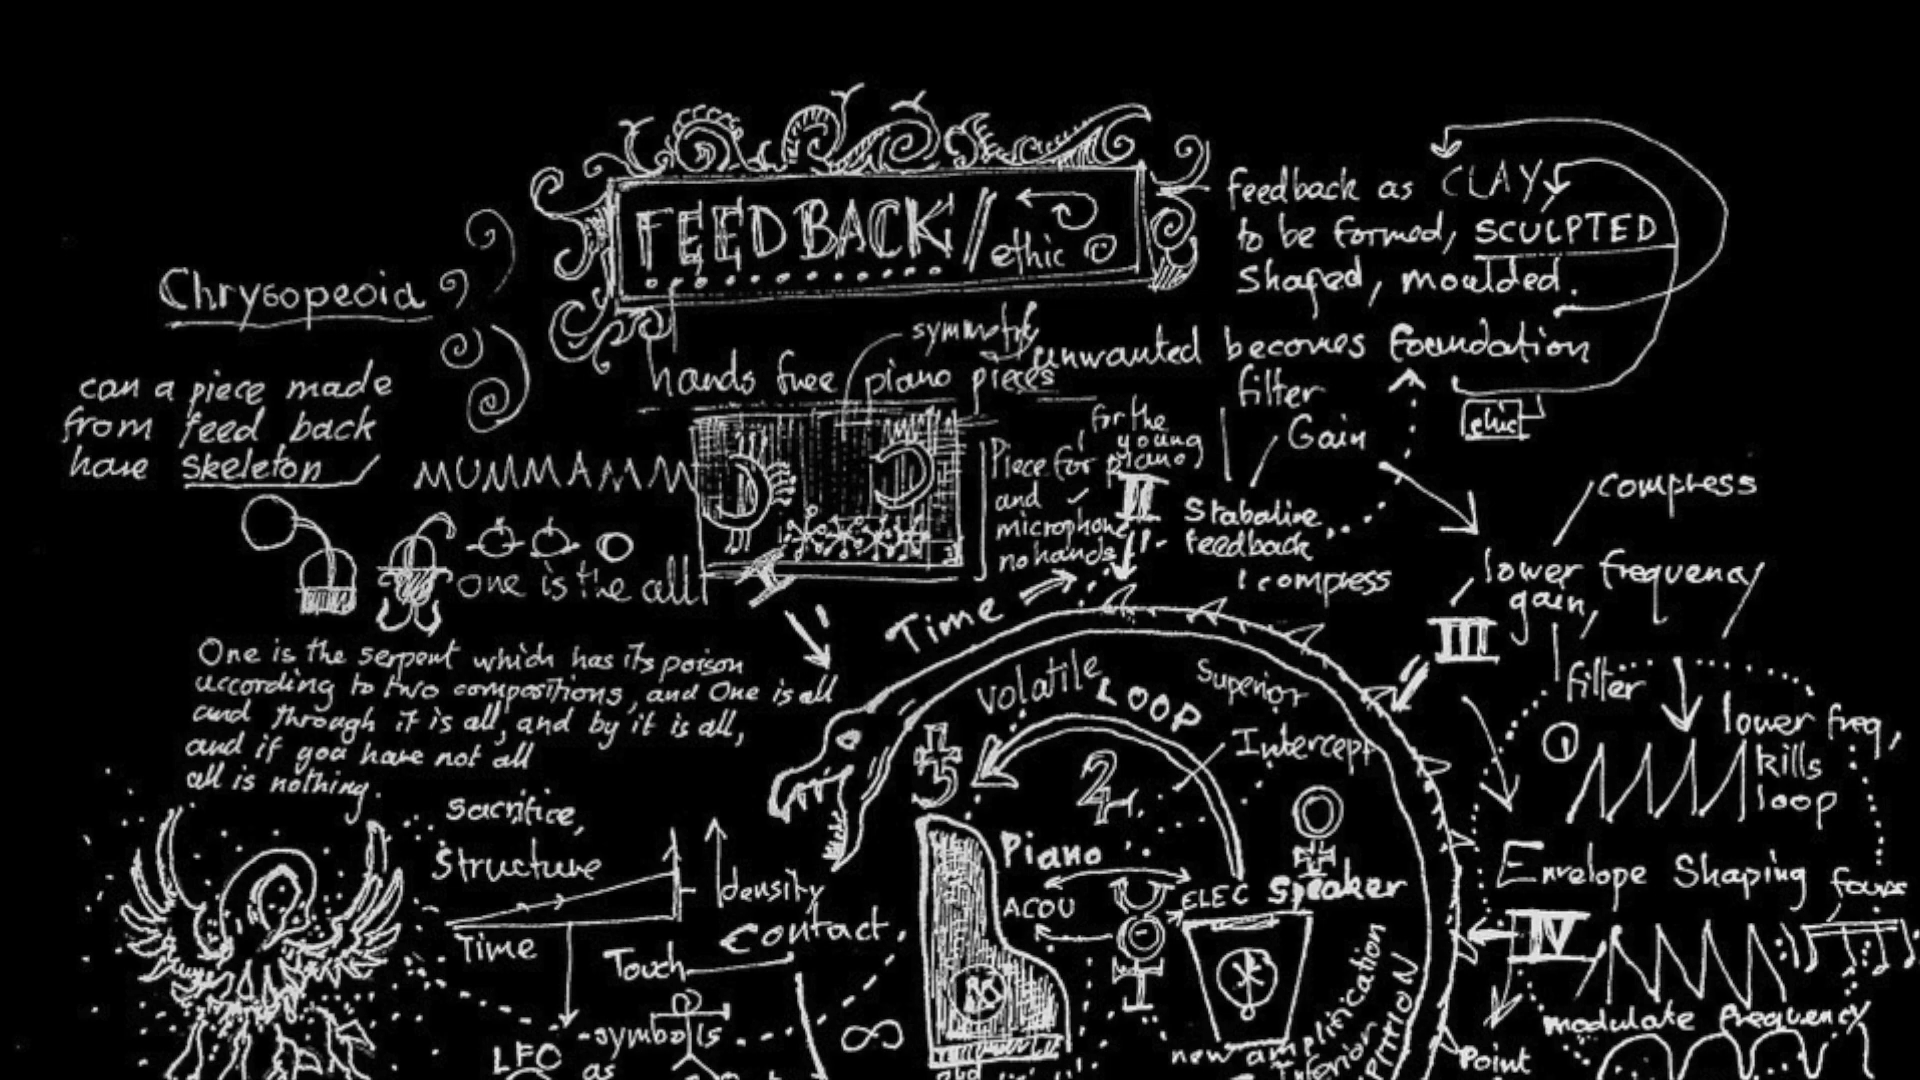 FEEDBACK/
ethic
Chrysopeoia
can a piece made
from feed back
have skeleton
feedback as CLAY
to be formed, SCULPTED
shaped, moulded.
unwanted becomes foundation
symmetry
hands free piano pieces
for the
young
piano)
Piece for
and
microphone
no hands
filter
Gain
II
Stabalise
feedback
compress
ethic
compress
lower frequency
gain,
III
filter
lower freq,
kills
loop
MUMMAMM
one is the all
One is the serpent which has its poison
according to two compositions, and One is all
and through it is all, and by it is all,
and if you have not all
all is nothing.
Time
Volatile
LOOP
Superior
Intercept
Piano
ACOU
ELEC
Speaker
new amplification
Inferior
Sacrifice,
Structure
density
Time
Contact,
Touch
symbols
LFO
as
Envelope Shaping
IV
modulate frequency
Point